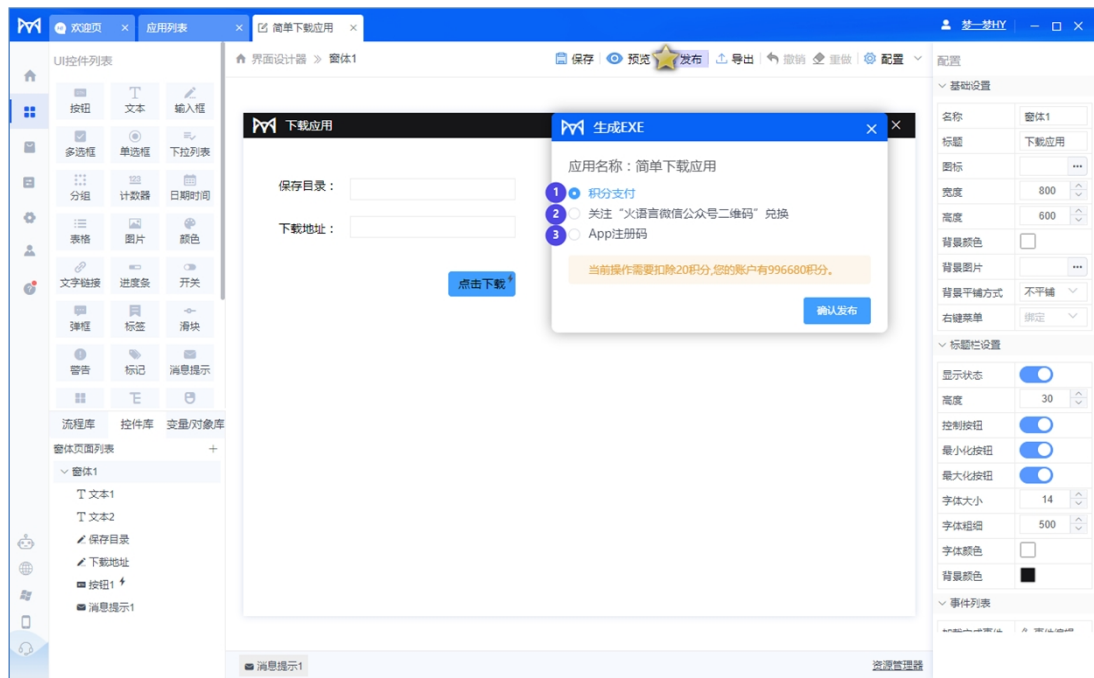 欢迎页 × 应用列表 × 简单下载应用 × 梦一梦HY
UI控件列表
按钮 文本 输入框
多选框 单选框 下拉列表
分组 计数器 日期时间
表格 图片 颜色
文字链接 进度条 开关
弹框 标签 滑块
警告 标记 消息提示
流程库 控件库 变量/对象库
窗体页面列表 +
窗体1
文本1
文本2
保存目录
下载地址
按钮1
消息提示1
界面设计器 » 窗体1
保存 预览 发布 导出 撤销 重做 配置
下载应用
保存目录：
下载地址：
点击下载
生成EXE
应用名称：简单下载应用
1 积分支付
2 关注“火语言微信公众号二维码”兑换
3 App注册码
当前操作需要扣除20积分,您的账户有996680积分。
确认发布
消息提示1
资源管理器
配置
基础设置
名称 窗体1
标题 下载应用
图标 ...
宽度 800
高度 600
背景颜色
背景图片 ...
背景平铺方式 不平铺
右键菜单 绑定
标题栏设置
显示状态
高度 30
控制按钮
最小化按钮
最大化按钮
字体大小 14
字体粗细 500
字体颜色
背景颜色
事件列表